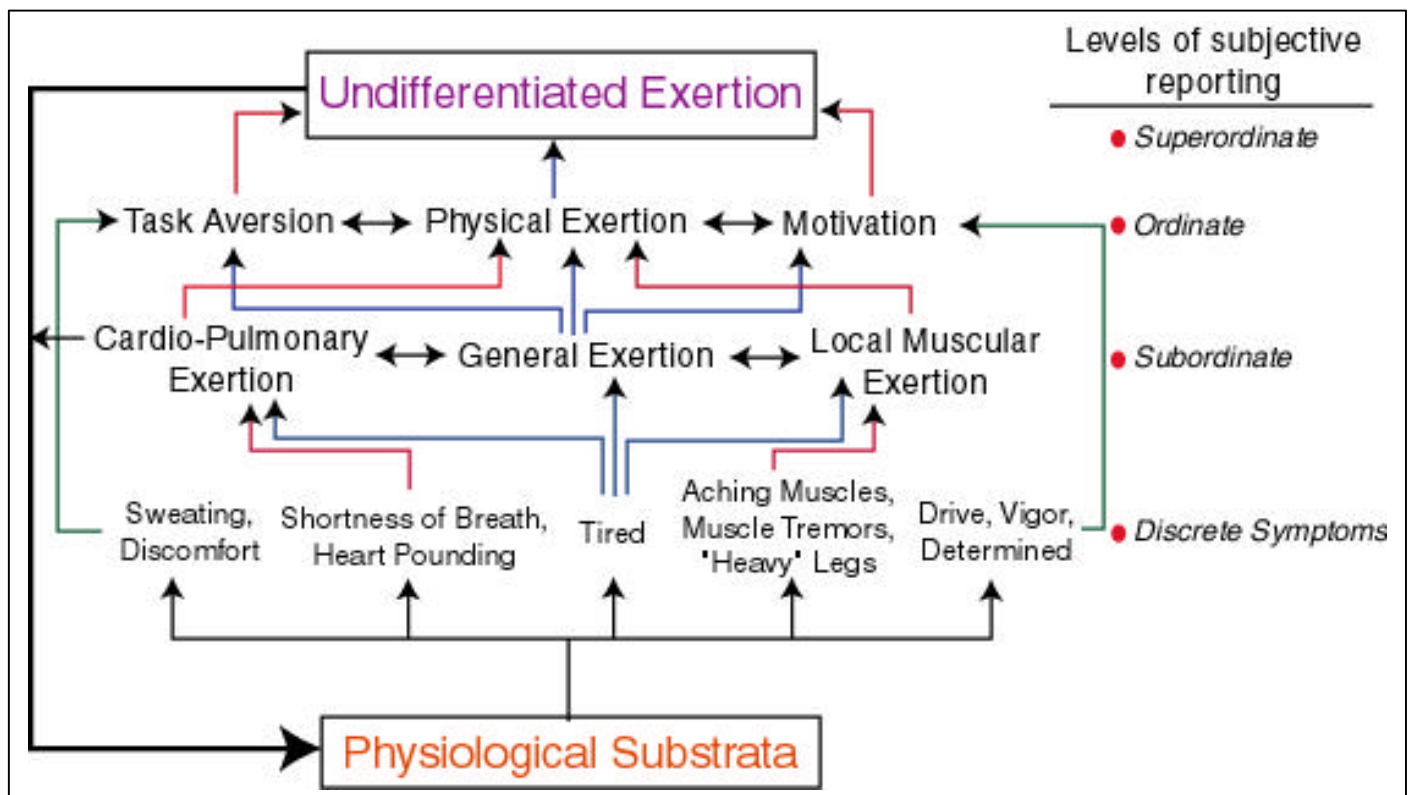 Levels of subjective
reporting
Undifferentiated Exertion
Superordinate
Task Aversion
Physical Exertion
Motivation
Ordinate
Cardio-Pulmonary
Exertion
General Exertion
Local Muscular
Exertion
Subordinate
Sweating,
Discomfort
Shortness of Breath,
Heart Pounding
Tired
Aching Muscles,
Muscle Tremors,
"Heavy" Legs
Drive, Vigor,
Determined
Discrete Symptoms
Physiological Substrata